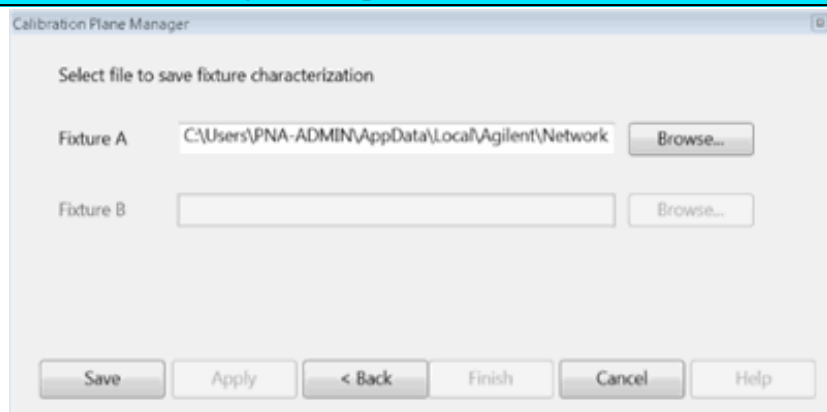 Calibration Plane Manager
Select file to save fixture characterization
Fixture A C:\Users\PNA-ADMIN\AppData\Local\Agilent\Network Browse...
Fixture B Browse...
Save Apply < Back Finish Cancel Help